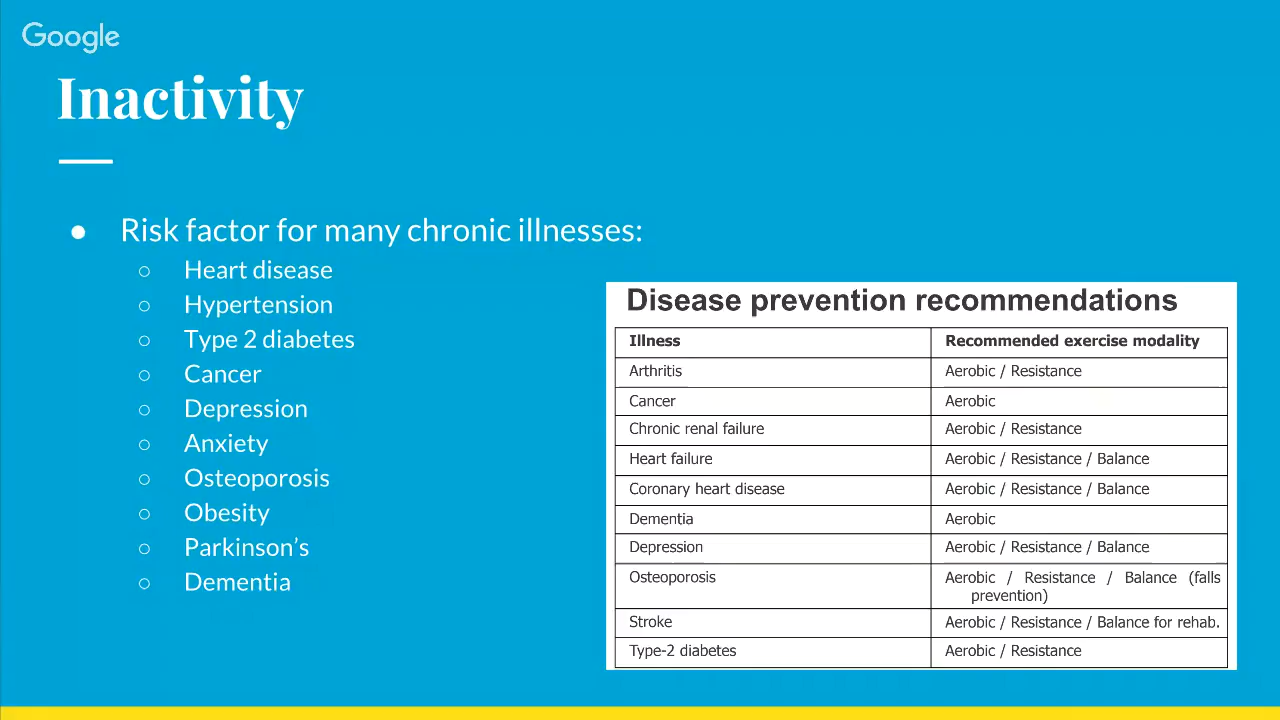 Google
Inactivity
● Risk factor for many chronic illnesses:
○ Heart disease
○ Hypertension
○ Type 2 diabetes
○ Cancer
○ Depression
○ Anxiety
○ Osteoporosis
○ Obesity
○ Parkinson’s
○ Dementia
Disease prevention recommendations
Illness Recommended exercise modality
Arthritis Aerobic / Resistance
Cancer Aerobic
Chronic renal failure Aerobic / Resistance
Heart failure Aerobic / Resistance / Balance
Coronary heart disease Aerobic / Resistance / Balance
Dementia Aerobic
Depression Aerobic / Resistance / Balance
Osteoporosis Aerobic / Resistance / Balance (falls
prevention)
Stroke Aerobic / Resistance / Balance for rehab.
Type-2 diabetes Aerobic / Resistance